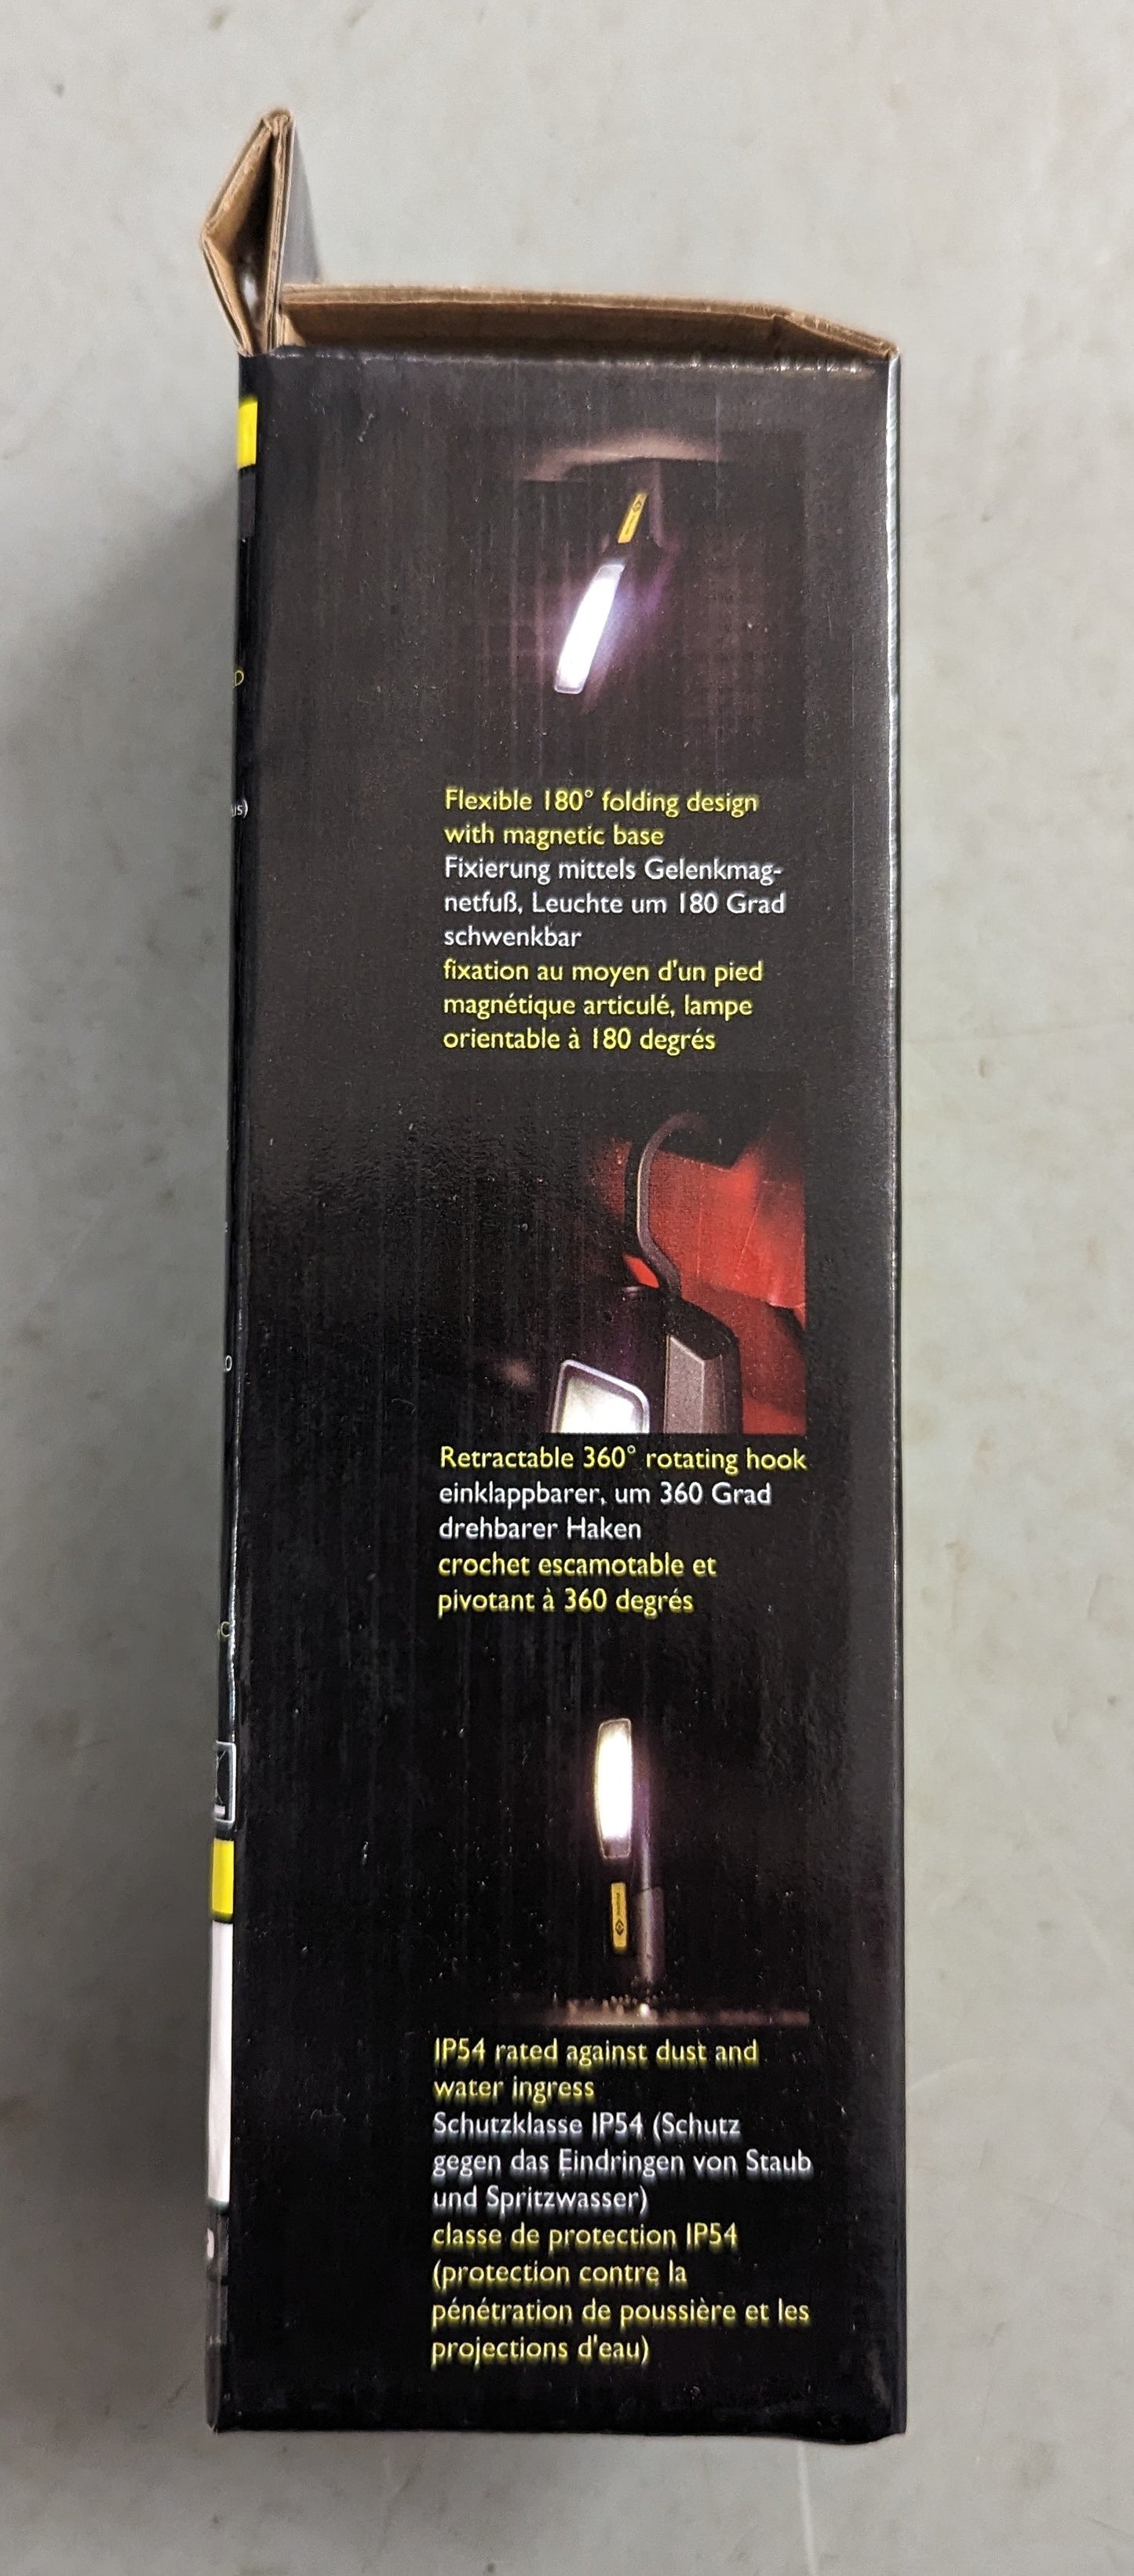 Flexible 180° folding design
with magnetic base
Fixierung mittels Gelenkmag-
netfuß, Leuchte um 180 Grad
schwenkbar
fixation au moyen d'un pied
magnétique articulé, lampe
orientable à 180 degrés
Retractable 360° rotating hook
einklappbarer, um 360 Grad
drehbarer Haken
crochet escamotable et
pivotant à 360 degrés
IP54 rated against dust and
water ingress
Schutzklasse IP54 (Schutz
gegen das Eindringen von Staub
und Spritzwasser)
classe de protection IP54
(protection contre la
pénétration de poussière et les
projections d'eau)